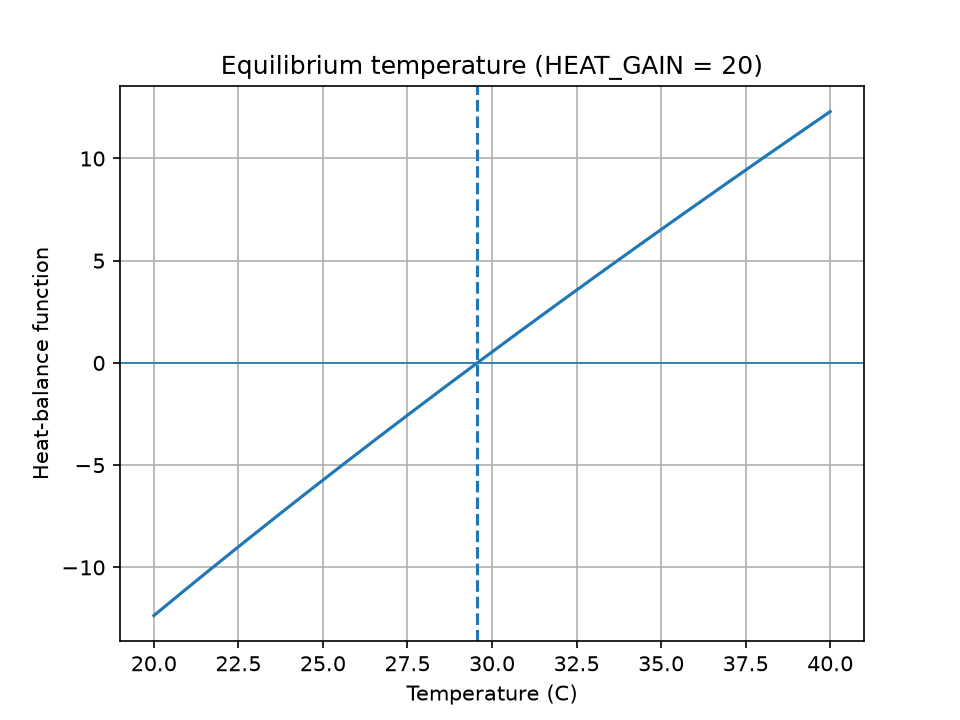 Equilibrium temperature (HEAT_GAIN = 20)
Heat-balance function
10
5
0
−5
−10
20.0 22.5 25.0 27.5 30.0 32.5 35.0 37.5 40.0
Temperature (C)